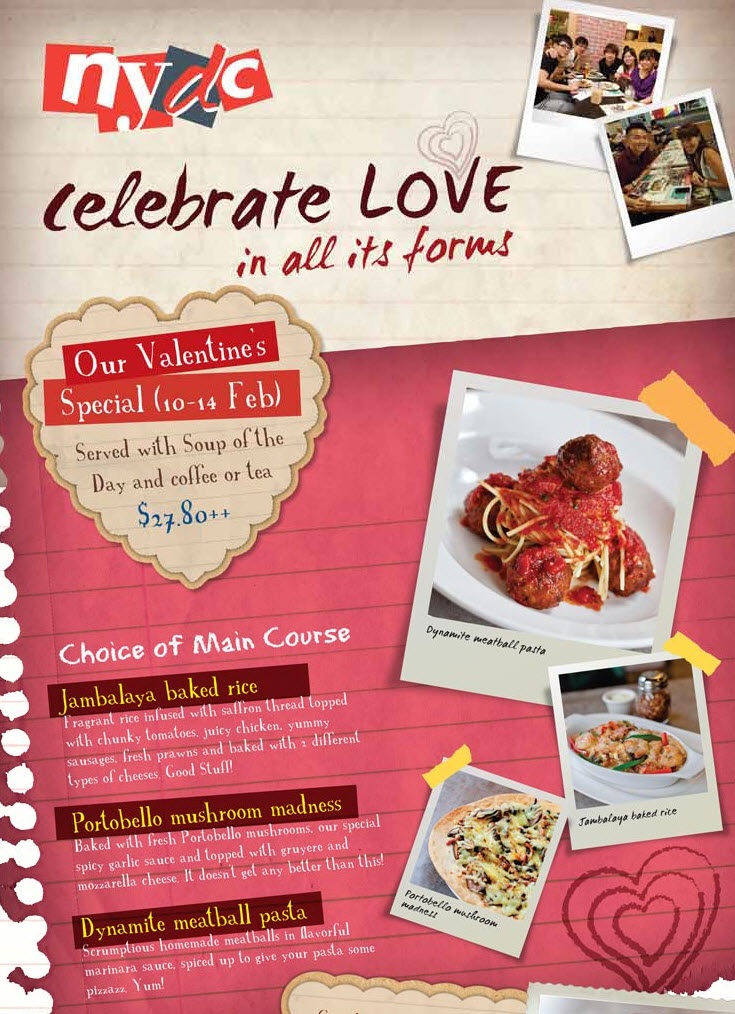 nydc
celebrate LOVE
in all its forms
Our Valentine's
Special (10-14 Feb)
Served with Soup of the
Day and coffee or tea
$27.80++
Dynamite meatball pasta
Choice of Main Course
Jambalaya baked rice
Fragrant rice infused with saffron thread topped
with chunky tomatoes, juicy chicken, yummy
sausages, fresh prawns and baked with 2 different
types of cheeses. Good Stuff!
Jambalaya baked rice
Portobello mushroom madness
Baked with fresh Portobello mushrooms, our special
spicy garlic sauce and topped with gruyere and
mozzarella cheese. It doesn't get any better than this!
Portobello mushroom
madness
Dynamite meatball pasta
Scrumptious homemade meatballs in flavorful
marinara sauce, spiced up to give your pasta some
pizzazz. Yum!